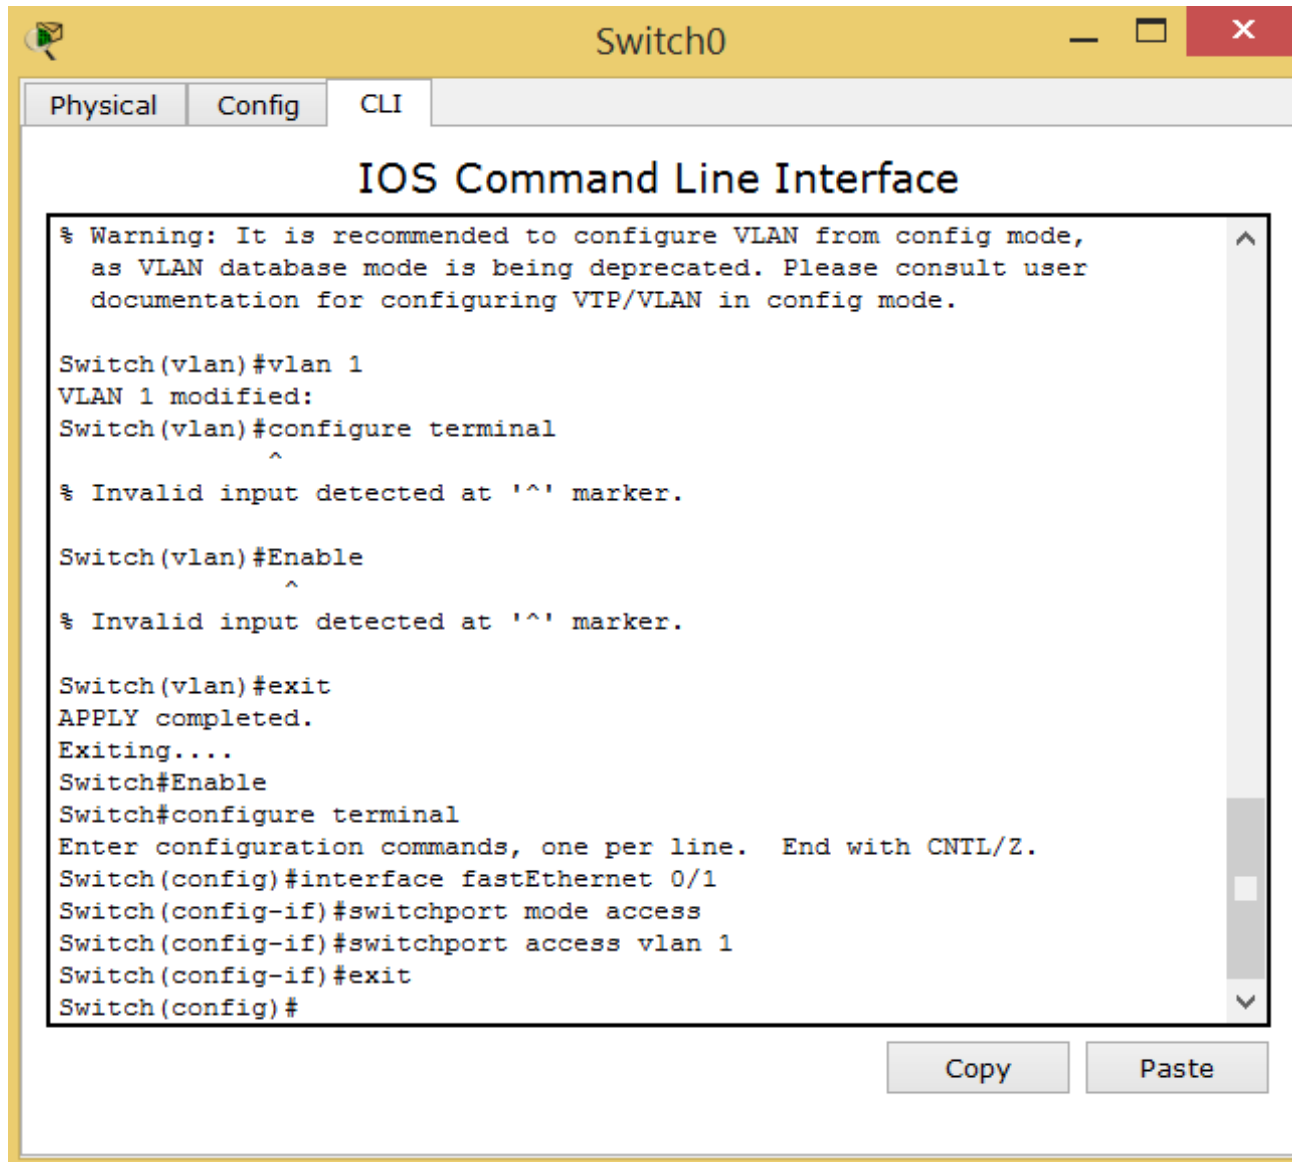 Switch0
Physical Config CLI
IOS Command Line Interface
% Warning: It is recommended to configure VLAN from config mode,
as VLAN database mode is being deprecated. Please consult user
documentation for configuring VTP/VLAN in config mode.
Switch(vlan)#vlan 1
VLAN 1 modified:
Switch(vlan)#configure terminal
^
% Invalid input detected at '^' marker.
Switch(vlan)#Enable
^
% Invalid input detected at '^' marker.
Switch(vlan)#exit
APPLY completed.
Exiting....
Switch#Enable
Switch#configure terminal
Enter configuration commands, one per line.  End with CNTL/Z.
Switch(config)#interface fastEthernet 0/1
Switch(config-if)#switchport mode access
Switch(config-if)#switchport access vlan 1
Switch(config-if)#exit
Switch(config)#
Copy Paste